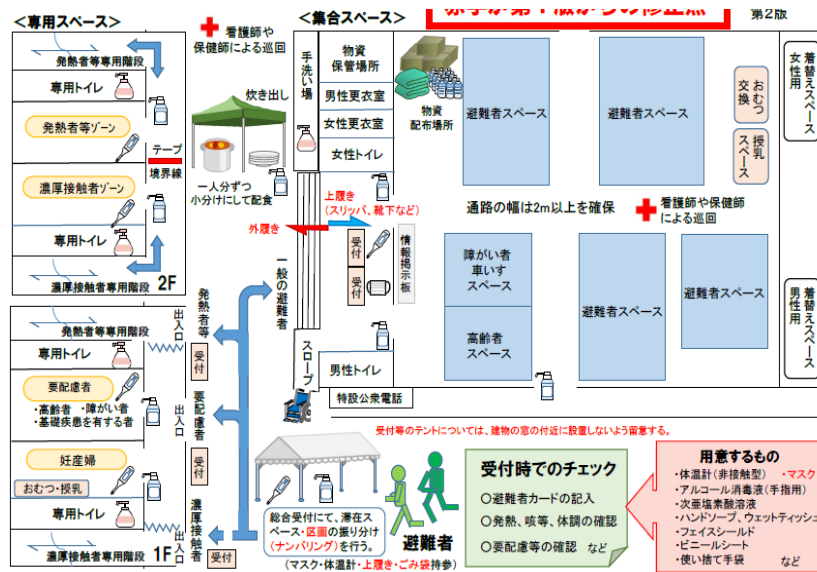 <専用スペース>
看護師や
保健師による巡回
<集合スペース>
赤字が第1版からの修正点
第2版
発熱者等専用階段
専用トイレ
発熱者等ゾーン
テープ
境界線
濃厚接触者ゾーン
専用トイレ
濃厚接触者専用階段
2F
炊き出し
一人分ずつ
小分けにして配食
手洗い場
物資
保管場所
男性更衣室
女性更衣室
女性トイレ
物資
配布場所
避難者スペース
避難者スペース
おむつ
交換
授乳
スペース
女性用
着替えスペース
上履き
(スリッパ、靴下など)
外履き
通路の幅は2m以上を確保
看護師や保健師
による巡回
受付
受付
情報掲示板
障がい者
車いす
スペース
高齢者
スペース
避難者スペース
避難者スペース
男性用
着替えスペース
一般の避難者
スロープ
男性トイレ
特設公衆電話
発熱者等専用階段
専用トイレ
要配慮者
・高齢者 ・障がい者
・基礎疾患を有する者
妊産婦
おむつ・授乳
専用トイレ
濃厚接触者専用階段
1F
出入口
発熱者等
受付
出入口
要配慮者
受付
出入口
濃厚接触者
受付
受付等のテントについては、建物の窓の付近に設置しないよう留意する。
総合受付にて、滞在ス
ペース・区画の振り分け
(ナンバリング)を行う。
避難者
(マスク・体温計・上履き・ごみ袋持参)
受付時でのチェック
○避難者カードの記入
○発熱、咳等、体調の確認
○要配慮等の確認 など
用意するもの
・体温計(非接触型) ・マスク
・アルコール消毒液(手指用)
・次亜塩素酸溶液
・ハンドソープ、ウェットティッシュ
・フェイスシールド
・ビニールシート
・使い捨て手袋 など